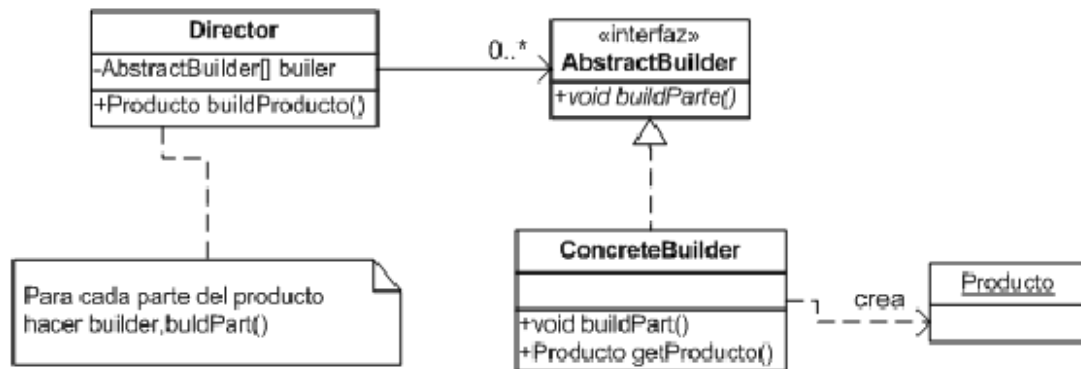 Director
-AbstractBuilder[] builer
+Producto buildProducto()
0..*
«interfaz»
AbstractBuilder
+void buildParte()
Para cada parte del producto
hacer builder,buldPart()
ConcreteBuilder
+void buildPart()
+Producto getProducto()
crea
Producto